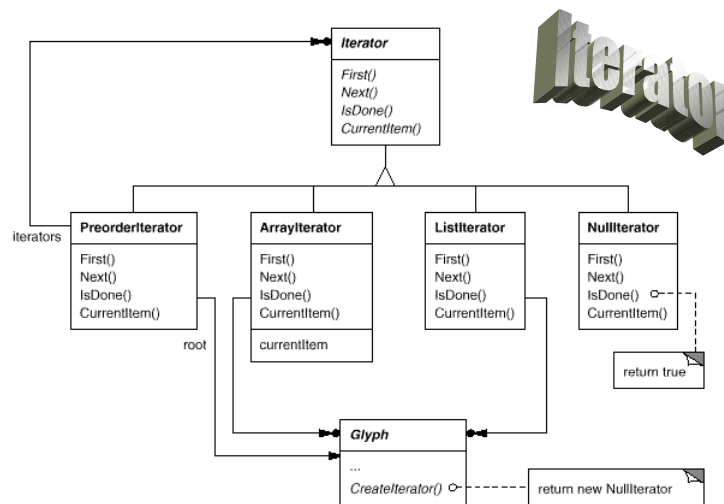 Iterator
First()
Next()
IsDone()
CurrentItem()
Iterator
iterators
PreorderIterator
First()
Next()
IsDone()
CurrentItem()
root
ArrayIterator
First()
Next()
IsDone()
CurrentItem()
currentItem
ListIterator
First()
Next()
IsDone()
CurrentItem()
NullIterator
First()
Next()
IsDone()
CurrentItem()
return true
Glyph
...
CreateIterator()
return new NullIterator